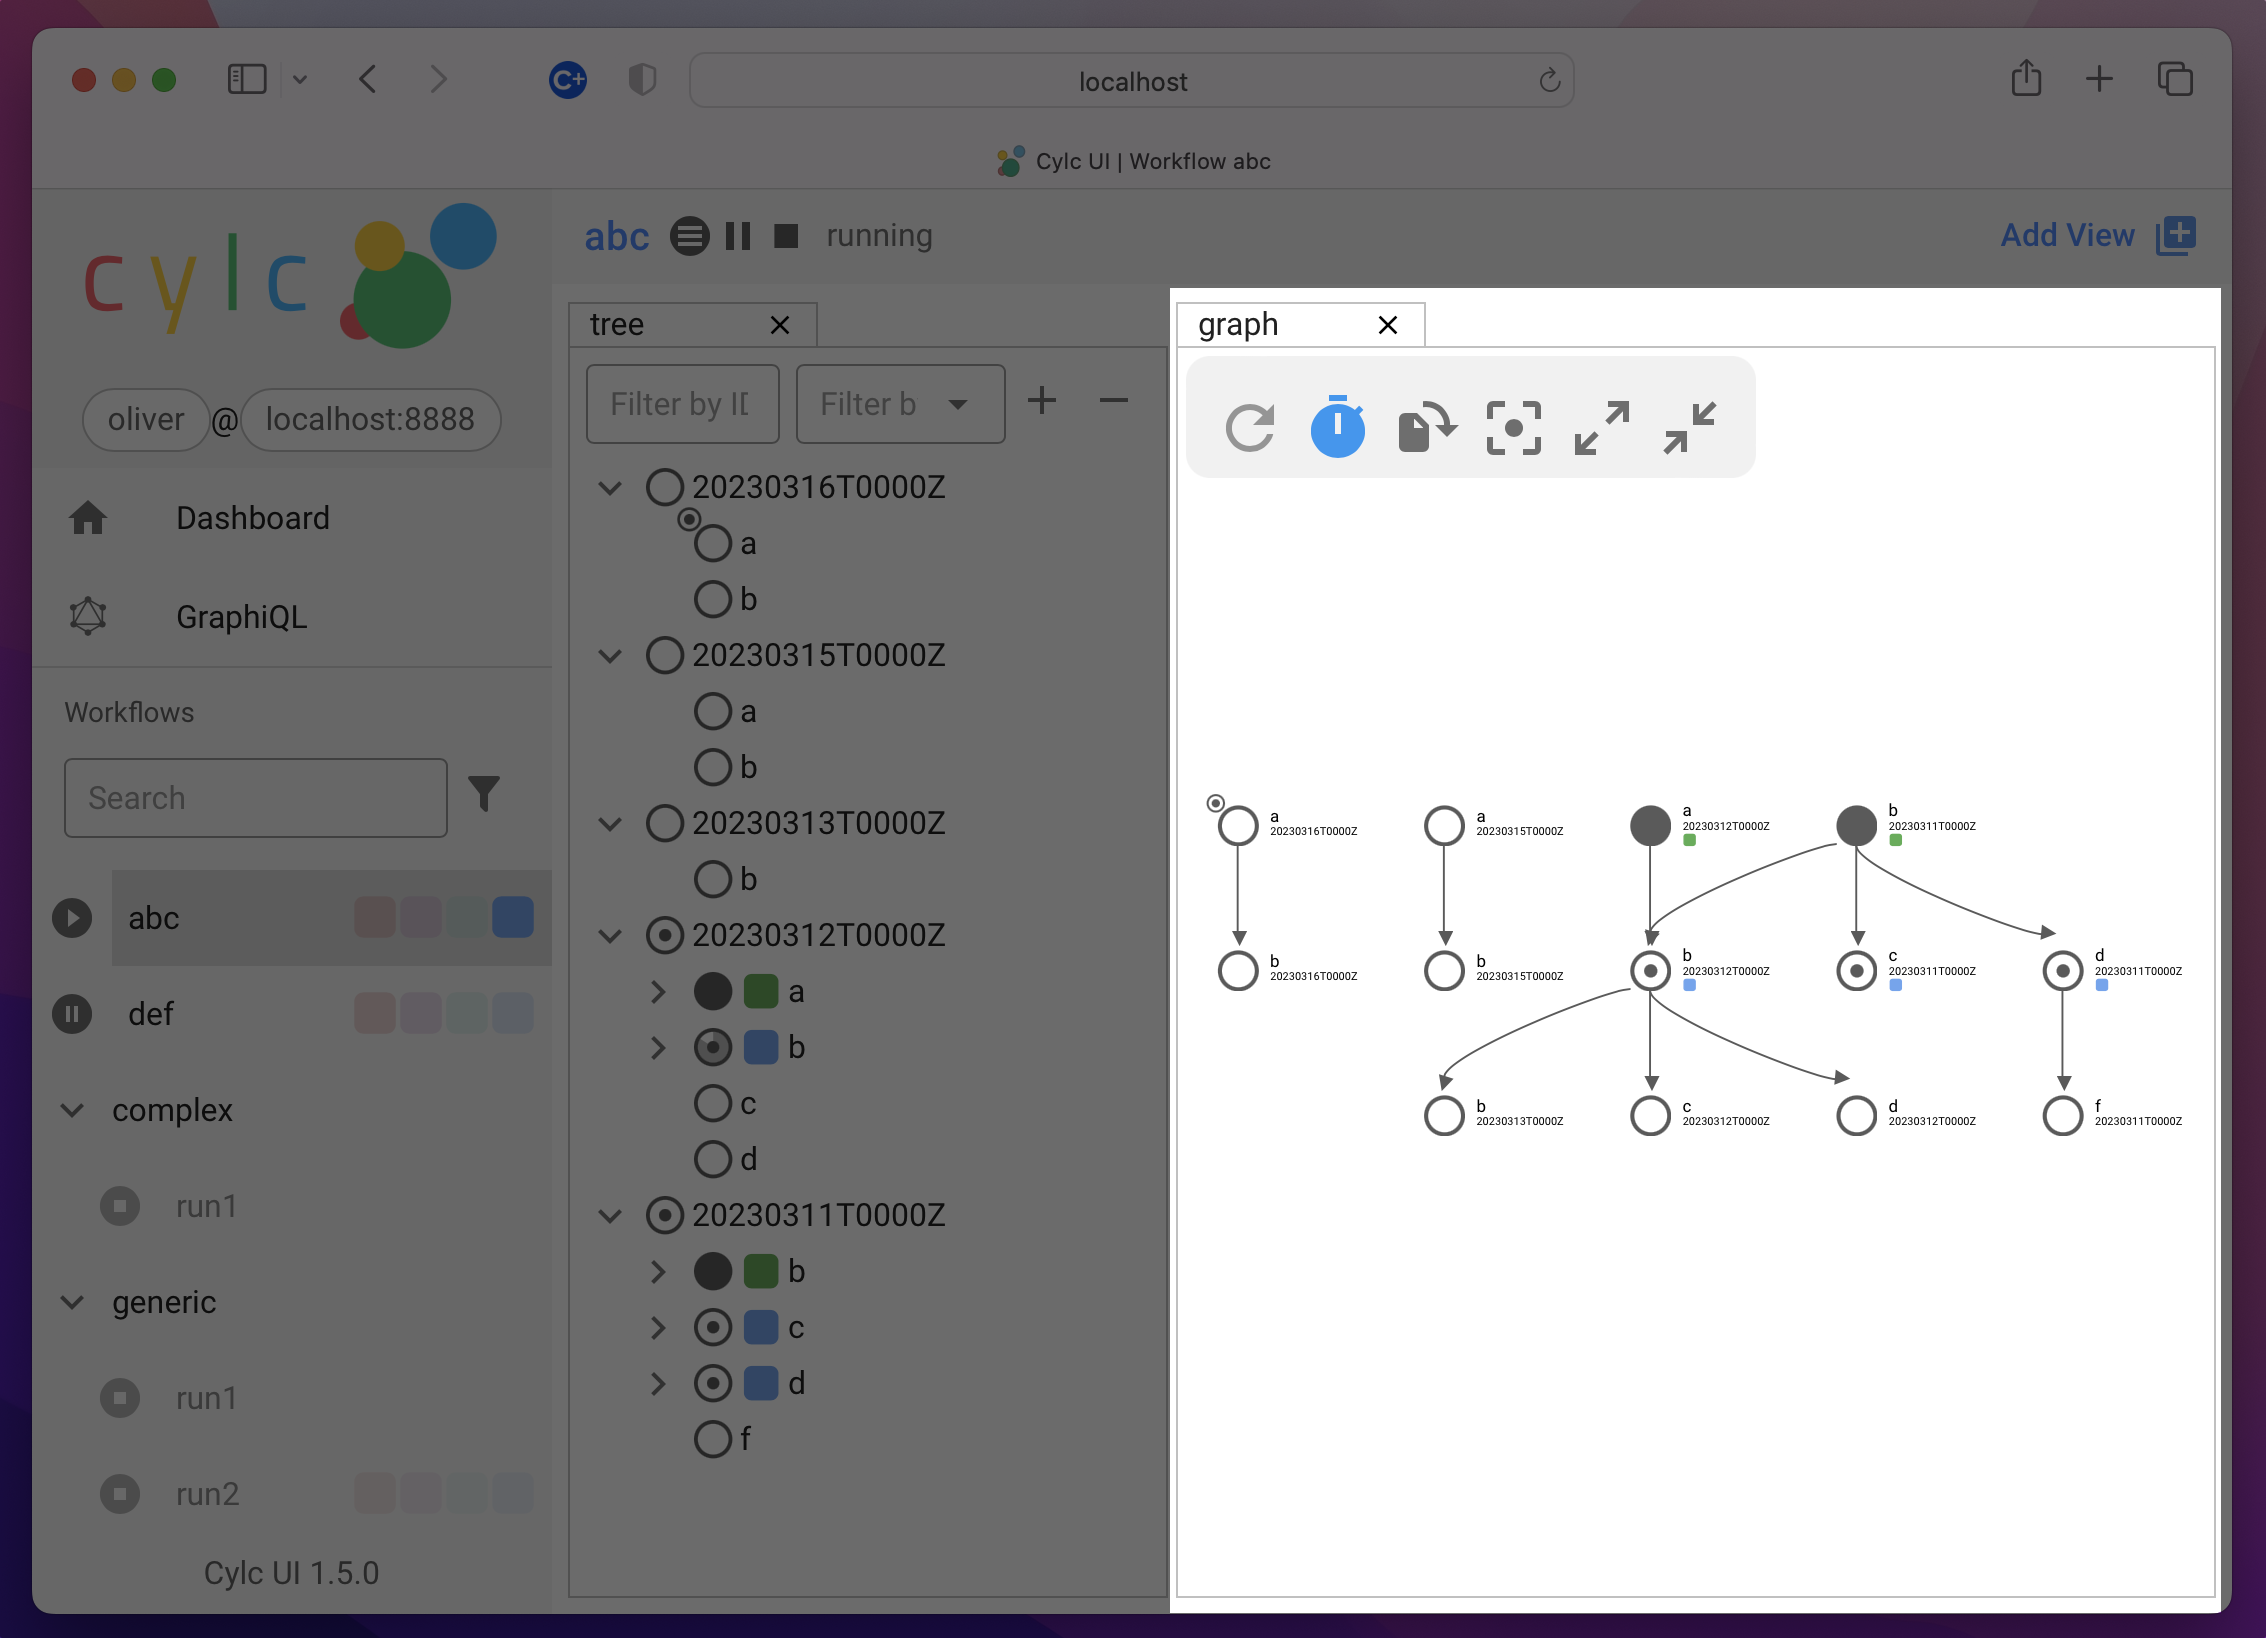 localhost
Cylc UI | Workflow abc
cylc
oliver @ localhost:8888
Dashboard
GraphiQL
Workflows
Search
abc
def
complex
run1
generic
run1
run2
Cylc UI 1.5.0
abc running
Add View
tree
Filter by ID
Filter b
20230316T0000Z
a
b
20230315T0000Z
a
b
20230313T0000Z
b
20230312T0000Z
a
b
c
d
20230311T0000Z
b
c
d
f
graph
a
20230316T0000Z
a
20230315T0000Z
a
20230312T0000Z
b
20230311T0000Z
b
20230316T0000Z
b
20230315T0000Z
b
20230312T0000Z
c
20230311T0000Z
d
20230311T0000Z
b
20230313T0000Z
c
20230312T0000Z
d
20230312T0000Z
f
20230311T0000Z